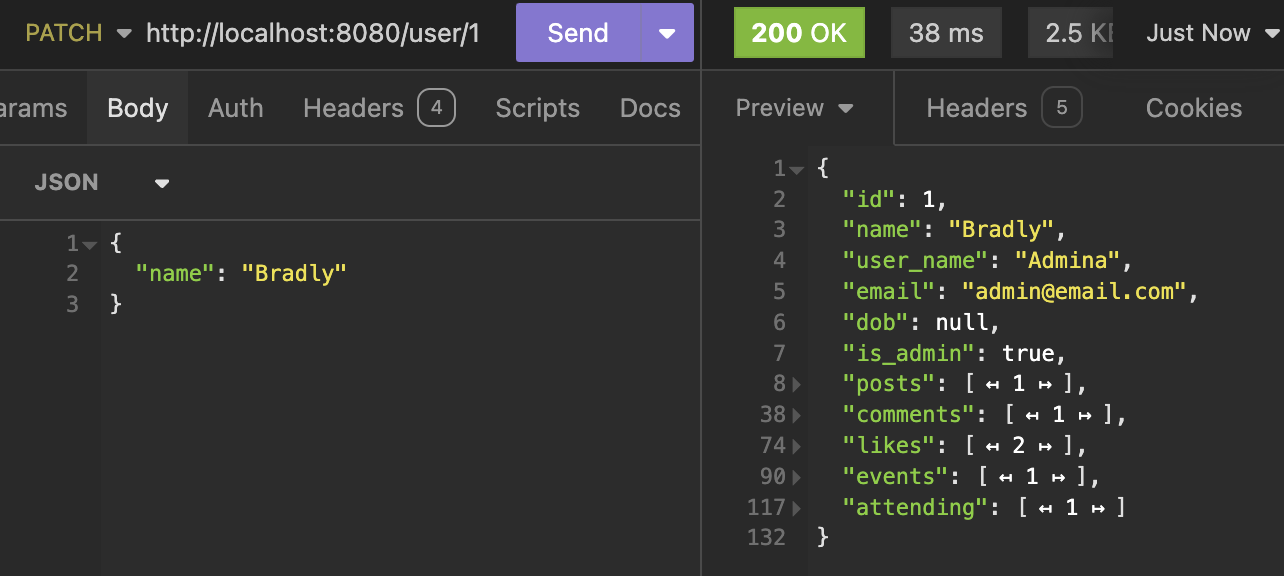 PATCH http://localhost:8080/user/1 Send 200 OK 38 ms 2.5 Just Now
Body Auth Headers 4 Scripts Docs Preview Headers 5 Cookies
JSON
1 {
2 "name": "Bradly"
3 }
1 {
2 "id": 1,
3 "name": "Bradly",
4 "user_name": "Admina",
5 "email": "admin@email.com",
6 "dob": null,
7 "is_admin": true,
8 "posts": [ ↤ 1 ↦ ],
38 "comments": [ ↤ 1 ↦ ],
74 "likes": [ ↤ 2 ↦ ],
90 "events": [ ↤ 1 ↦ ],
117 "attending": [ ↤ 1 ↦ ]
132 }